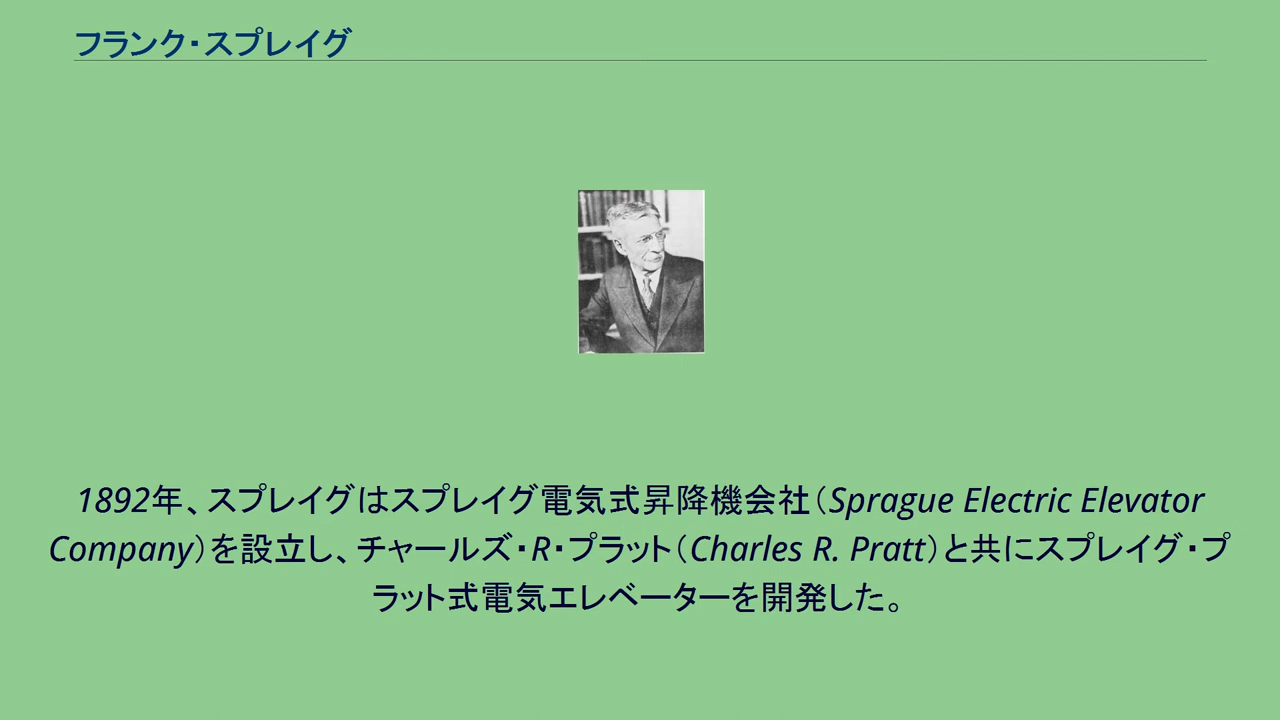 フランク・スプレイグ
1892年、スプレイグはスプレイグ電気式昇降機会社（Sprague Electric Elevator
Company）を設立し、チャールズ・R・プラット（Charles R. Pratt）と共にスプレイグ・プ
ラット式電気エレベーターを開発した。